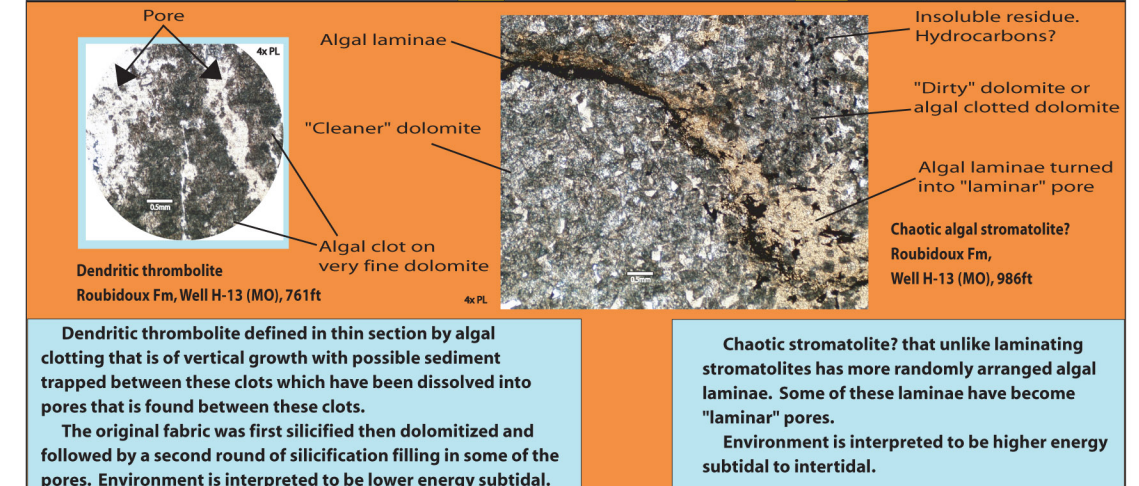 Pore
4x PL
0.5mm
Algal laminae
"Cleaner" dolomite
Algal clot on
very fine dolomite
Dendritic thrombolite
Roubidoux Fm, Well H-13 (MO), 761ft
4x PL
0.5mm
Insoluble residue.
Hydrocarbons?
"Dirty" dolomite or
algal clotted dolomite
Algal laminae turned
into "laminar" pore
Chaotic algal stromatolite?
Roubidoux Fm,
Well H-13 (MO), 986ft
Dendritic thrombolite defined in thin section by algal
clotting that is of vertical growth with possible sediment
trapped between these clots which have been dissolved into
pores that is found between these clots.
The original fabric was first silicified then dolomitized and
followed by a second round of silicification filling in some of the
pores. Environment is interpreted to be lower energy subtidal.
Chaotic stromatolite? that unlike laminating
stromatolites has more randomly arranged algal
laminae. Some of these laminae have become
"laminar" pores.
Environment is interpreted to be higher energy
subtidal to intertidal.